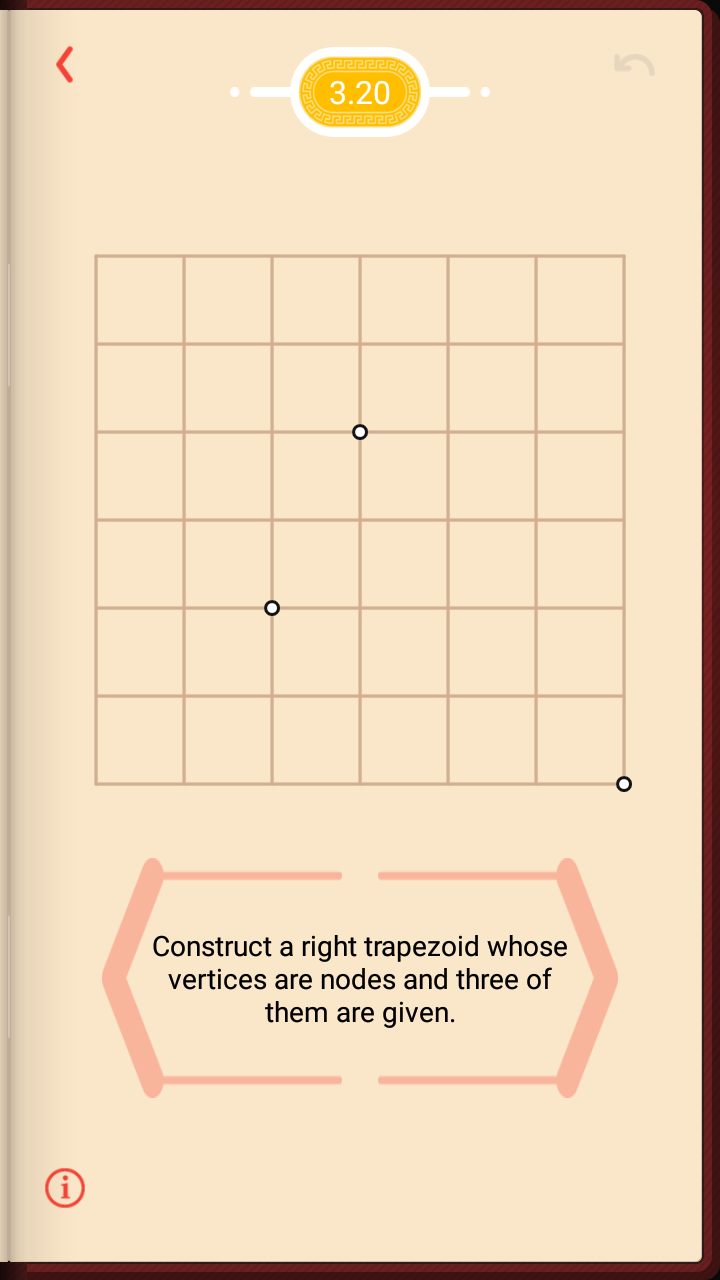 3.20
Construct a right trapezoid whose
vertices are nodes and three of
them are given.
i